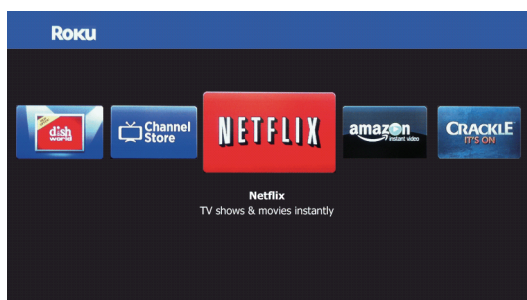 ROKU
dish
world
Channel
Store
NETFLIX
amazon
instant video
CRACKLE
IT'S ON
Netflix
TV shows & movies instantly